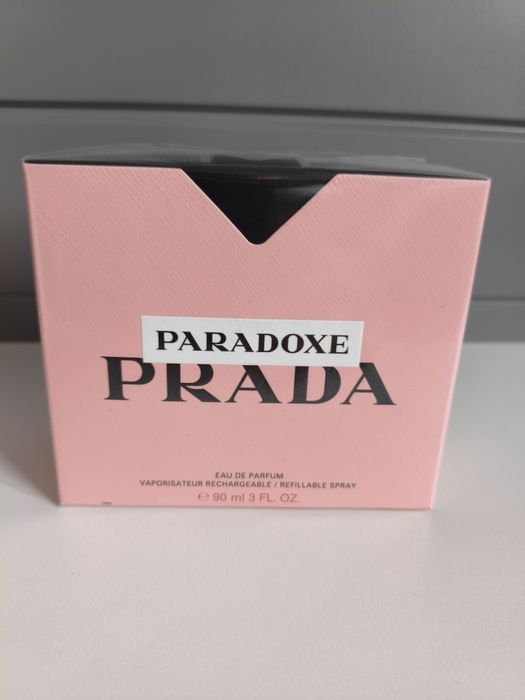 PARADOXE
PRADA
EAU DE PARFUM
VAPORISATEUR RECHARGEABLE / REFILLABLE SPRAY
℮ 90 ml 3 FL. OZ.